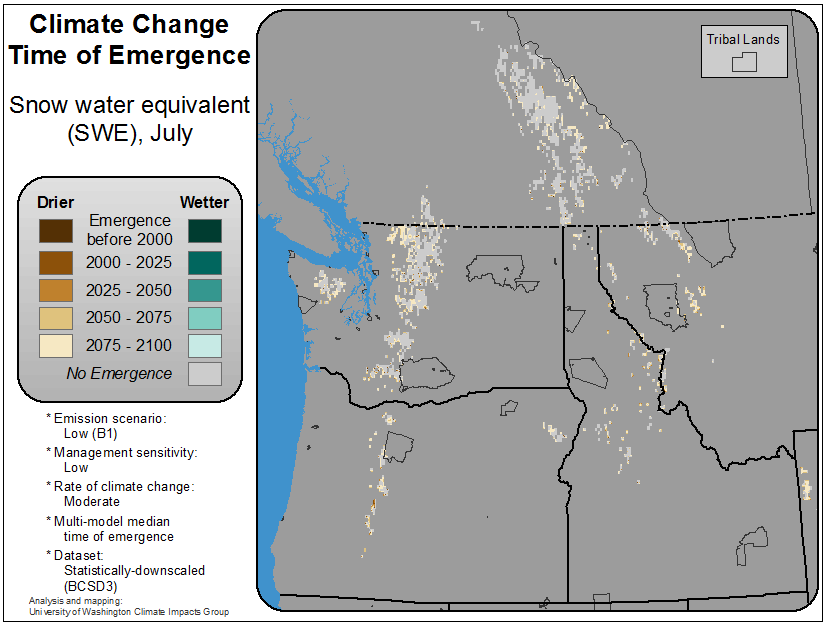 Climate Change
Time of Emergence
Snow water equivalent
(SWE), July
Tribal Lands
Drier
Wetter
Emergence
before 2000
2000 - 2025
2025 - 2050
2050 - 2075
2075 - 2100
No Emergence
* Emission scenario:
Low (B1)
* Management sensitivity:
Low
* Rate of climate change:
Moderate
* Multi-model median
time of emergence
* Dataset:
Statistically-downscaled
(BCSD3)
Analysis and mapping:
University of Washington Climate Impacts Group